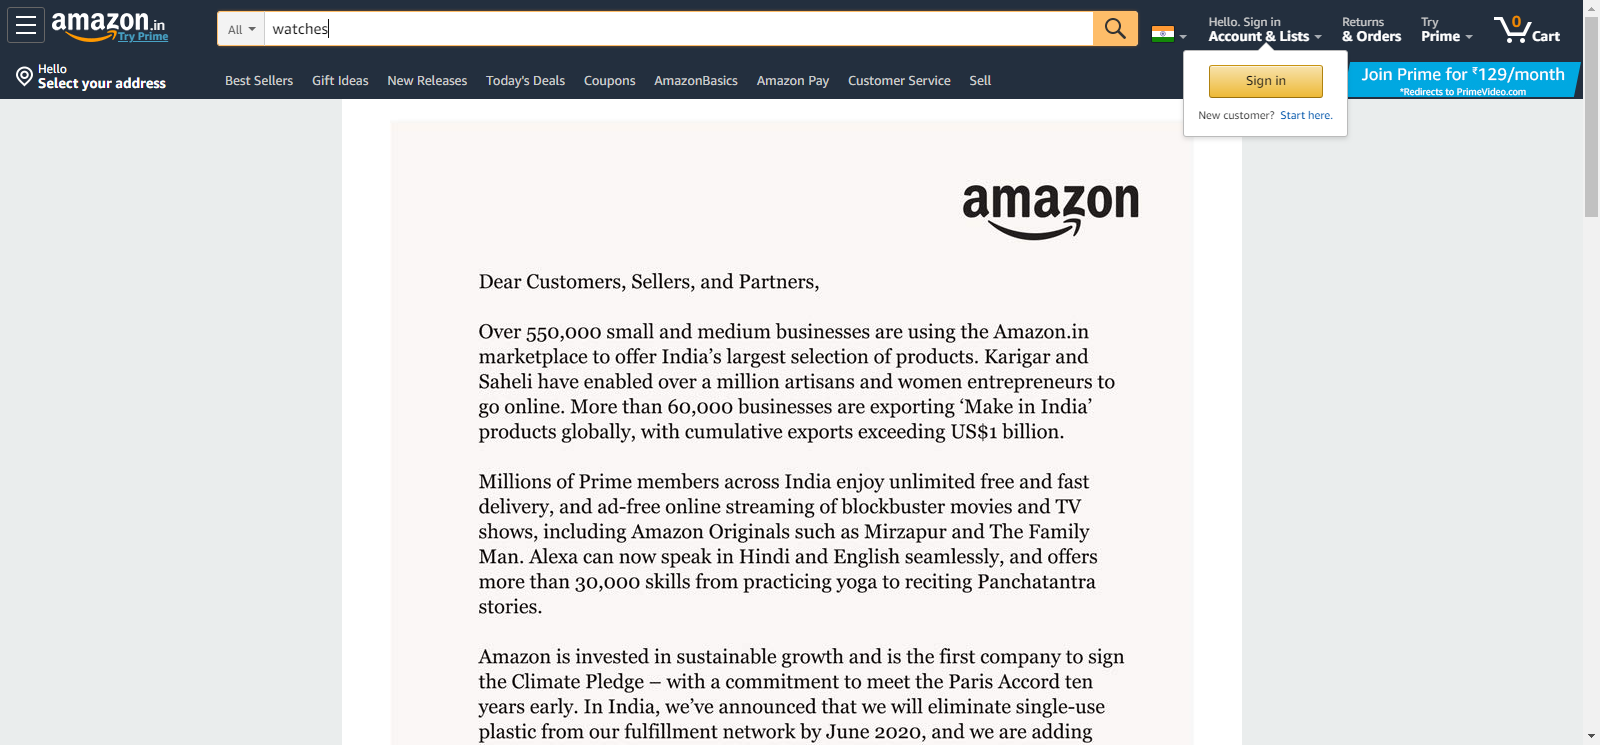 amazon.in
Try Prime
All
watches
Hello. Sign in
Account & Lists
Returns
& Orders
Try
Prime
0
Cart
Hello
Select your address
Best Sellers
Gift Ideas
New Releases
Today's Deals
Coupons
AmazonBasics
Amazon Pay
Customer Service
Sell
Sign in
New customer? Start here.
Join Prime for ₹129/month
*Redirects to PrimeVideo.com
amazon
Dear Customers, Sellers, and Partners,
Over 550,000 small and medium businesses are using the Amazon.in
marketplace to offer India’s largest selection of products. Karigar and
Saheli have enabled over a million artisans and women entrepreneurs to
go online. More than 60,000 businesses are exporting ‘Make in India’
products globally, with cumulative exports exceeding US$1 billion.
Millions of Prime members across India enjoy unlimited free and fast
delivery, and ad-free online streaming of blockbuster movies and TV
shows, including Amazon Originals such as Mirzapur and The Family
Man. Alexa can now speak in Hindi and English seamlessly, and offers
more than 30,000 skills from practicing yoga to reciting Panchatantra
stories.
Amazon is invested in sustainable growth and is the first company to sign
the Climate Pledge – with a commitment to meet the Paris Accord ten
years early. In India, we’ve announced that we will eliminate single-use
plastic from our fulfillment network by June 2020, and we are adding